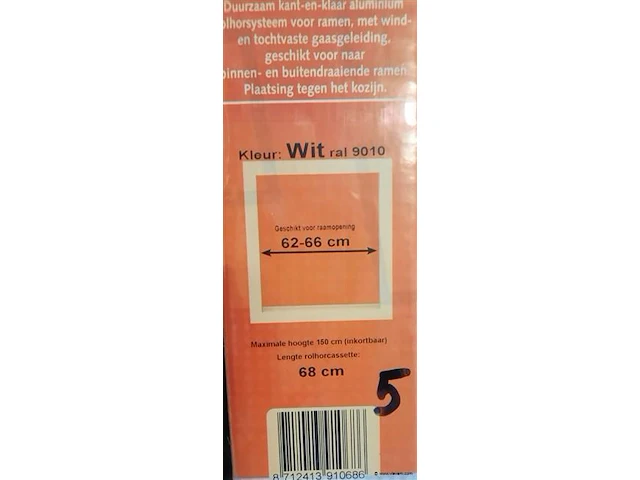 Duurzaam kant-en-klaar aluminium
olhorsysteem voor ramen, met wind-
en tochtvaste gaasgeleiding,
geschikt voor naar
binnen- en buitendraaiende ramen.
Plaatsing tegen het kozijn.
Kleur: Wit ral 9010
Geschikt voor raamopening
62-66 cm
Maximale hoogte 150 cm (inkortbaar)
Lengte rolhorcassette:
68 cm
5
8 712413 910686